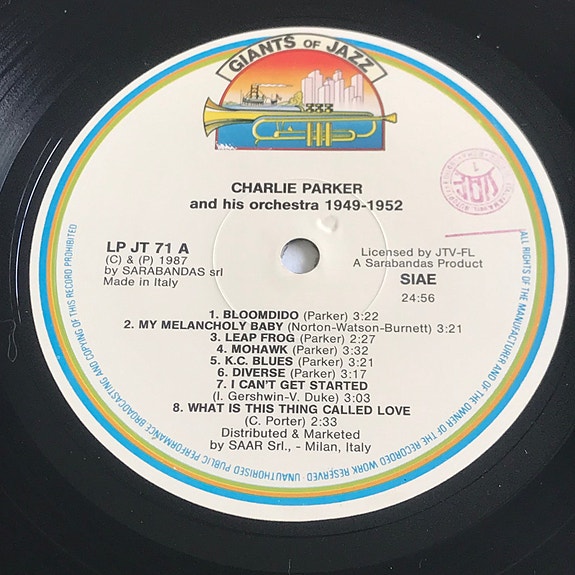 GIANTS OF JAZZ
CHARLIE PARKER
and his orchestra 1949-1952
LP JT 71 A
(C) & (P) 1987
by SARABANDAS srl
Made in Italy
Licensed by JTV-FL
A Sarabandas Product
SIAE
24:56
1. BLOOMDIDO (Parker) 3:22
2. MY MELANCHOLY BABY (Norton-Watson-Burnett) 3:21
3. LEAP FROG (Parker) 2:27
4. MOHAWK (Parker) 3:32
5. K.C. BLUES (Parker) 3:25
6. DIVERSE (Parker) 3:17
7. I CAN'T GET STARTED
(I. Gershwin-V. Duke) 3:03
8. WHAT IS THIS THING CALLED LOVE
(C. Porter) 2:33
Distributed & Marketed
by SAAR Srl., - Milan, Italy
ALL RIGHTS OF THE MANUFACTURER AND OF THE OWNER OF THE RECORDED WORK RESERVED · UNAUTHORISED PUBLIC PERFORMANCE BROADCASTING AND COPYING OF THIS RECORD PROHIBITED